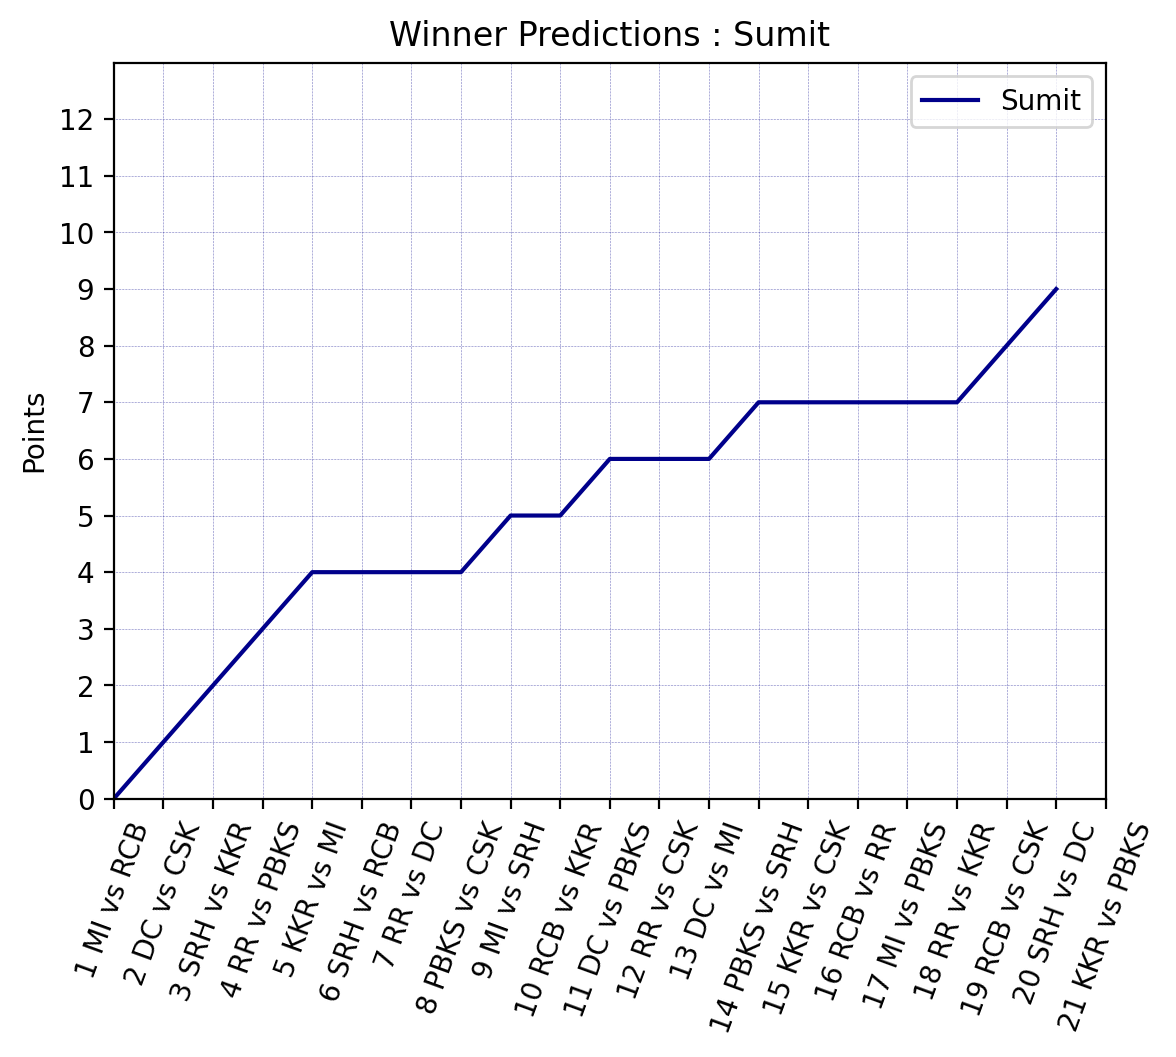 Winner Predictions : Sumit
Sumit
12
11
10
9
8
7
6
5
4
3
2
1
0
Points
1 MI vs RCB
2 DC vs CSK
3 SRH vs KKR
4 RR vs PBKS
5 KKR vs MI
6 SRH vs RCB
7 RR vs DC
8 PBKS vs CSK
9 MI vs SRH
10 RCB vs KKR
11 DC vs PBKS
12 RR vs CSK
13 DC vs MI
14 PBKS vs SRH
15 KKR vs CSK
16 RCB vs RR
17 MI vs PBKS
18 RR vs KKR
19 RCB vs CSK
20 SRH vs DC
21 KKR vs PBKS